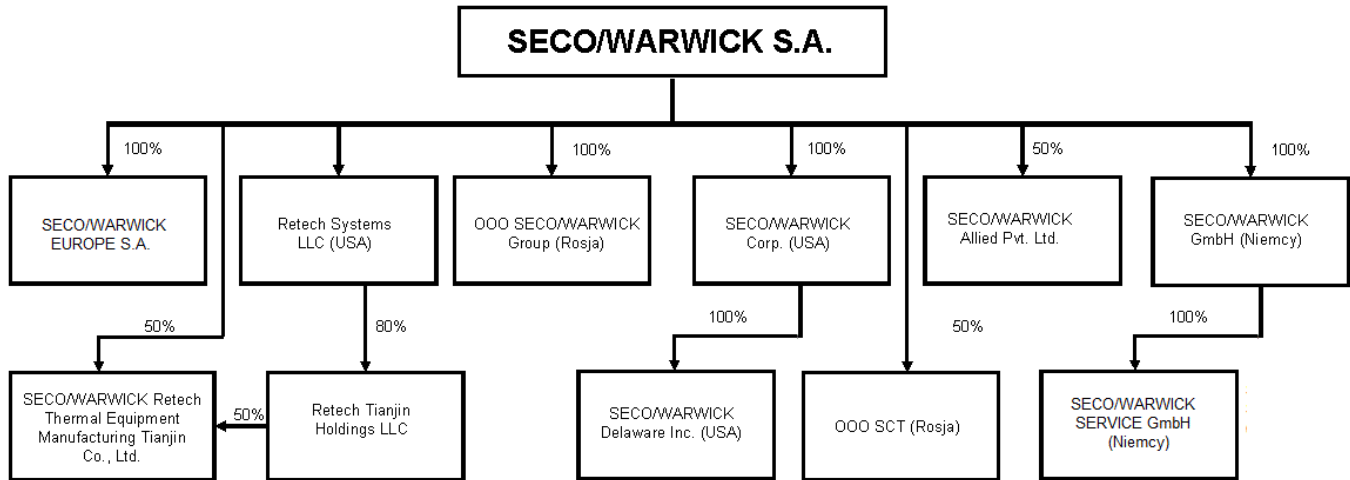 SECO/WARWICK S.A.
100%
100%
100%
50%
100%
SECO/WARWICK
EUROPE S.A.
Retech Systems
LLC (USA)
OOO SECO/WARWICK
Group (Rosja)
SECO/WARWICK
Corp. (USA)
SECO/WARWICK
Allied Pvt. Ltd.
SECO/WARWICK
GmbH (Niemcy)
50%
80%
100%
50%
100%
SECO/WARWICK Retech
Thermal Equipment
Manufacturing Tianjin
Co., Ltd.
50%
Retech Tianjin
Holdings LLC
SECO/WARWICK
Delaware Inc. (USA)
OOO SCT (Rosja)
SECO/WARWICK
SERVICE GmbH
(Niemcy)